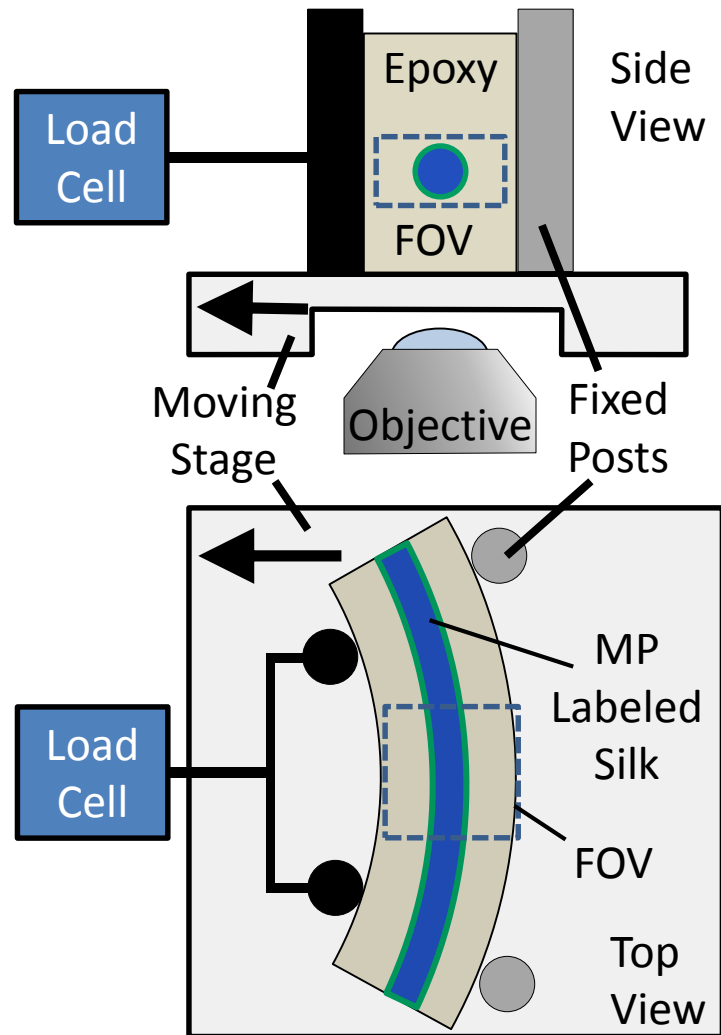 Epoxy
Side
View
Load
Cell
FOV
Moving
Stage
Objective
Fixed
Posts
MP
Labeled
Silk
Load
Cell
FOV
Top
View